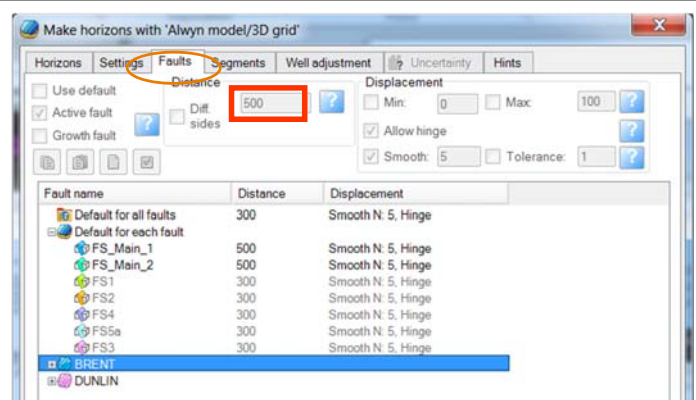 Make horizons with 'Alwyn model/3D grid'
Horizons Settings Faults Segments Well adjustment Uncertainty Hints
Use default
Active fault
Growth fault
Distance
Diff. sides
500
Displacement
Min: 0 Max: 100
Allow hinge
Smooth: 5 Tolerance: 1
Fault name Distance Displacement
Default for all faults 300 Smooth N: 5, Hinge
Default for each fault
FS_Main_1 500 Smooth N: 5, Hinge
FS_Main_2 500 Smooth N: 5, Hinge
FS1 300 Smooth N: 5, Hinge
FS2 300 Smooth N: 5, Hinge
FS4 300 Smooth N: 5, Hinge
FS5a 300 Smooth N: 5, Hinge
FS3 300 Smooth N: 5, Hinge
BRENT
DUNLIN